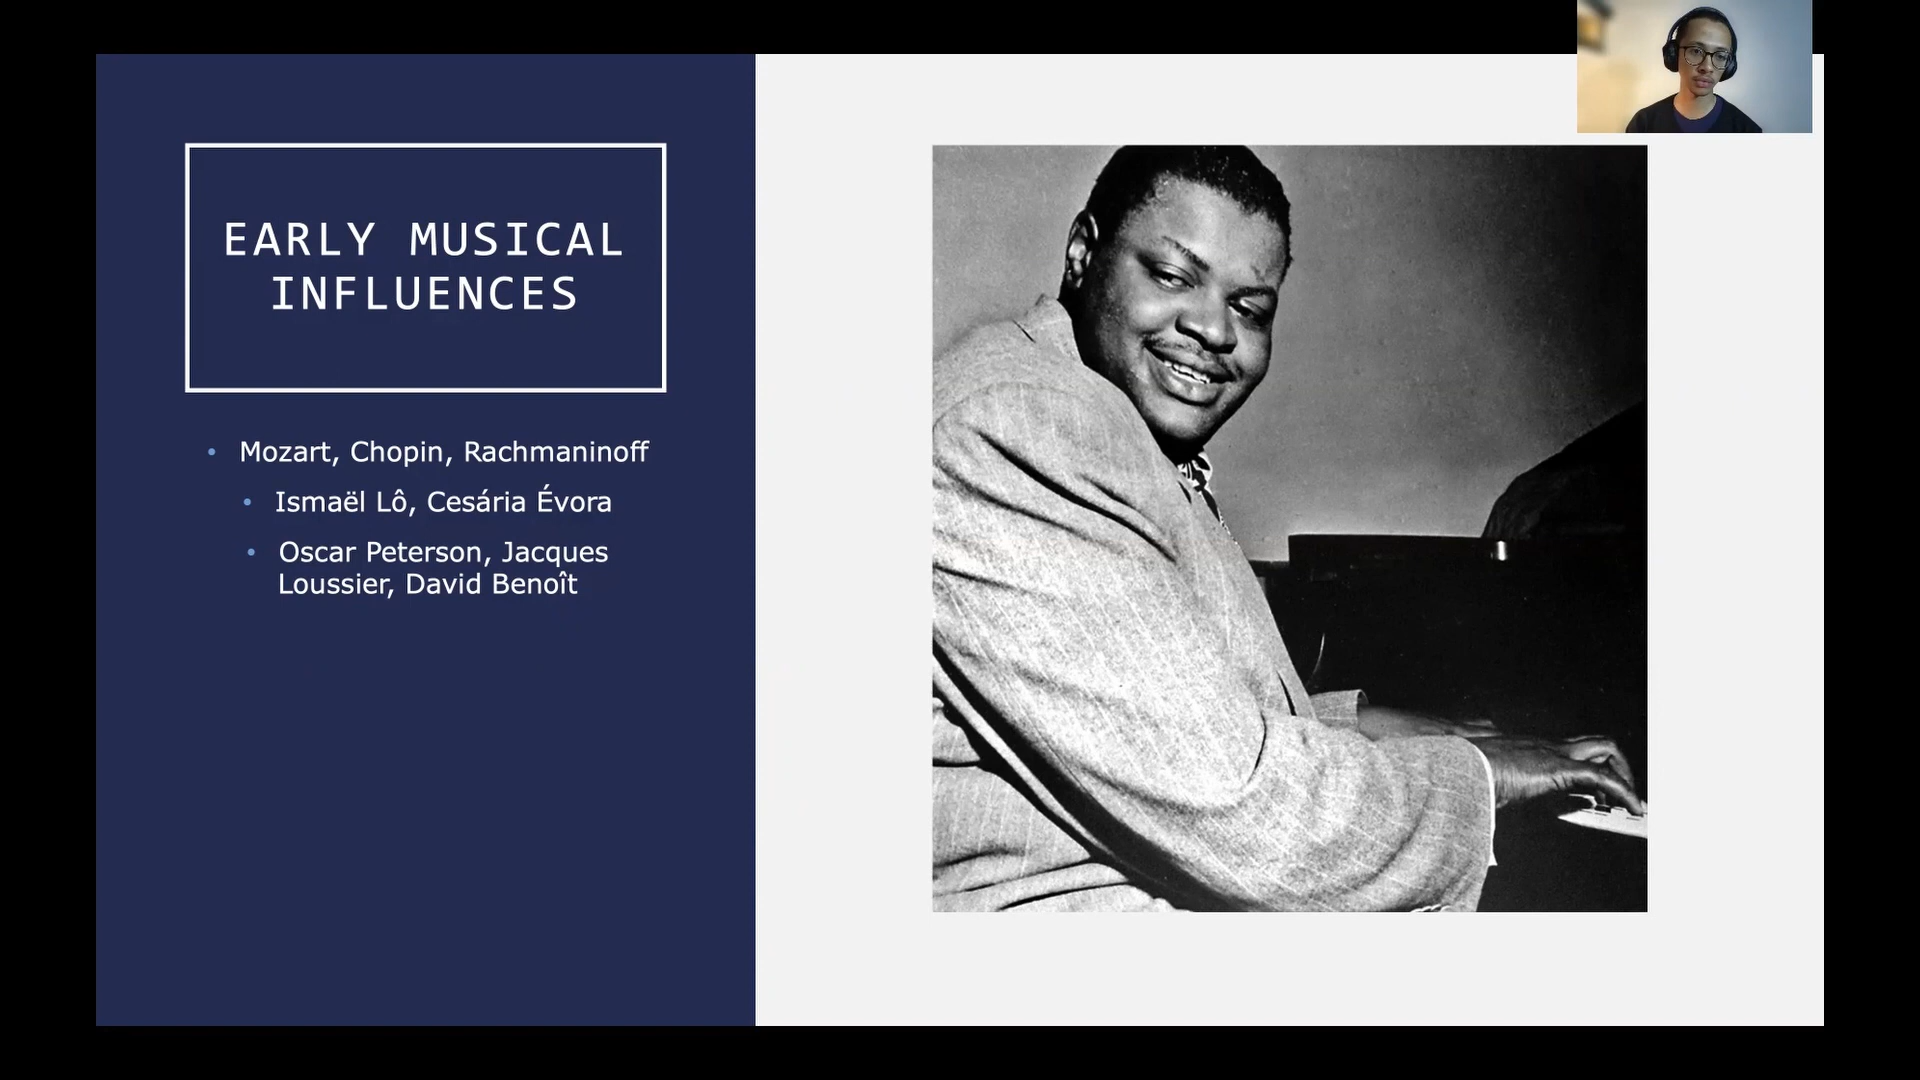 EARLY MUSICAL
INFLUENCES
• Mozart, Chopin, Rachmaninoff
• Ismaël Lô, Cesária Évora
• Oscar Peterson, Jacques
Loussier, David Benoît